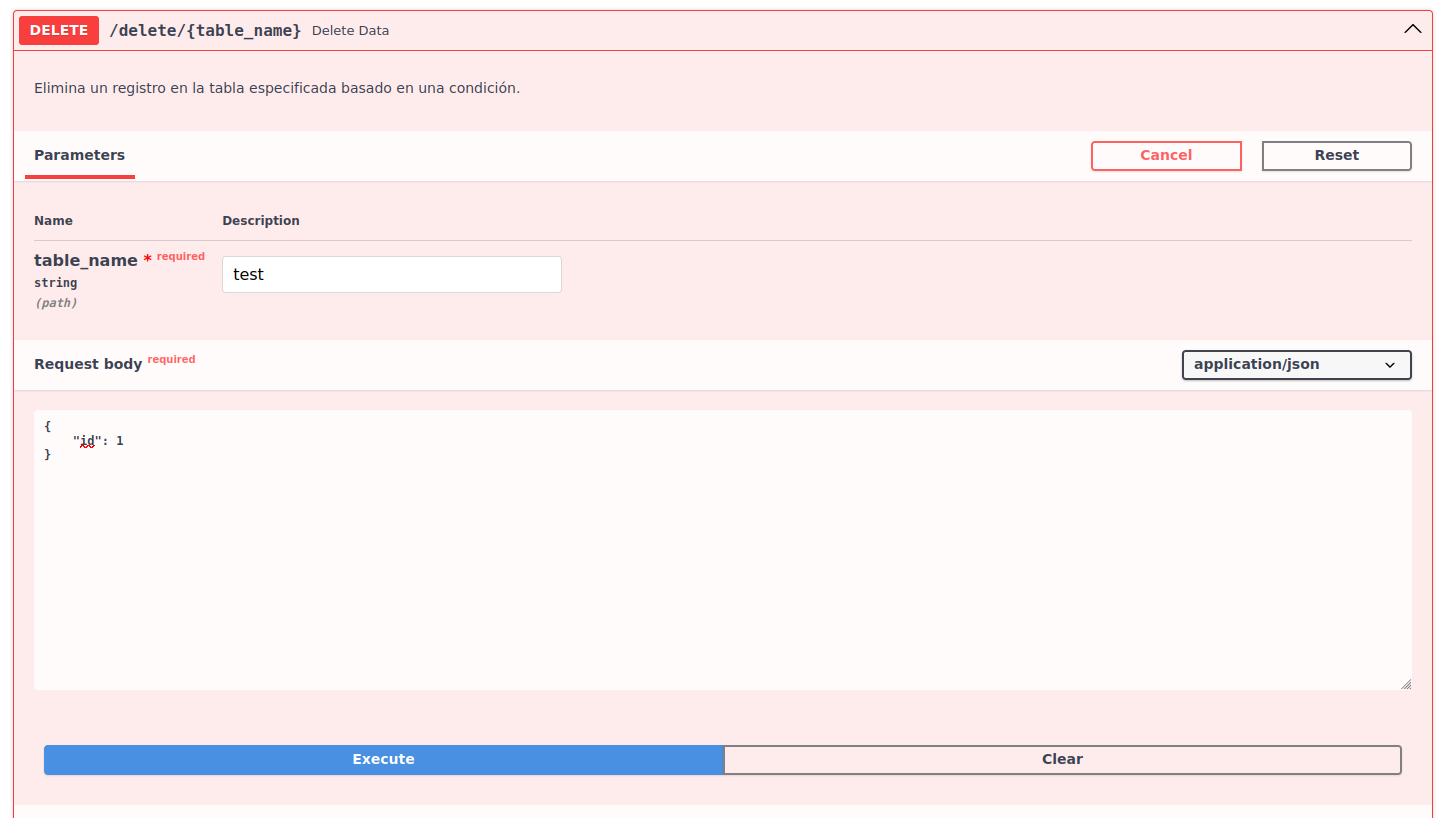 DELETE /delete/{table_name} Delete Data
Elimina un registro en la tabla especificada basado en una condición.
Parameters Cancel Reset
Name Description
table_name * required test
string
(path)
Request body required application/json
{
    "id": 1
}
Execute Clear